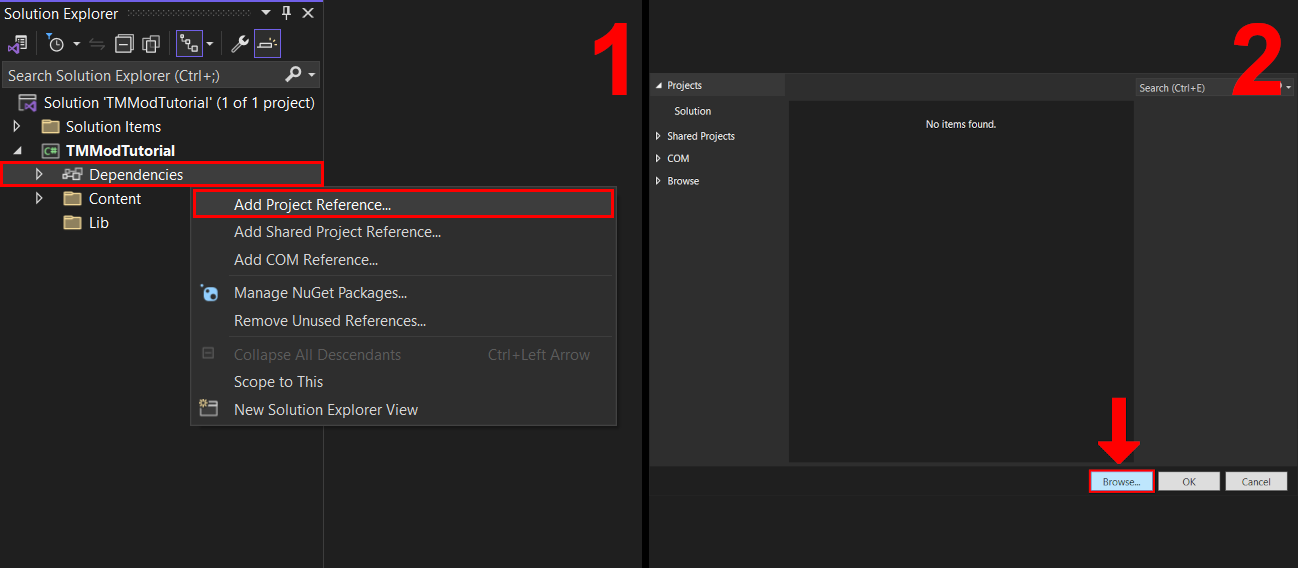 Solution Explorer
1
Search Solution Explorer (Ctrl+;)
Solution 'TMModTutorial' (1 of 1 project)
Solution Items
C#
TMModTutorial
Dependencies
Content
Lib
Add Project Reference...
Add Shared Project Reference...
Add COM Reference...
Manage NuGet Packages...
Remove Unused References...
Collapse All Descendants Ctrl+Left Arrow
Scope to This
New Solution Explorer View
2
Projects
Search (Ctrl+E)
Solution
No items found.
Shared Projects
COM
Browse
Browse... OK Cancel